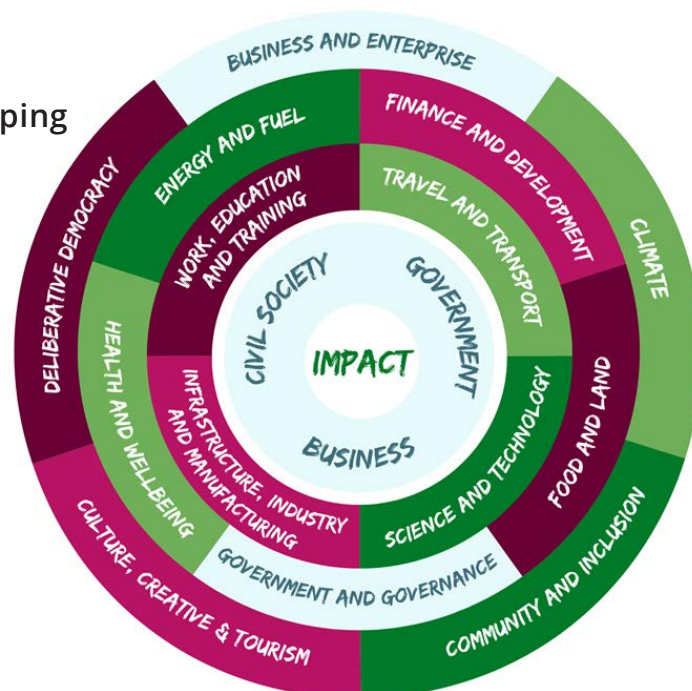 ping
BUSINESS AND ENTERPRISE
CLIMATE
COMMUNITY AND INCLUSION
CULTURE, CREATIVE & TOURISM
DELIBERATIVE DEMOCRACY
ENERGY AND FUEL
FINANCE AND DEVELOPMENT
FOOD AND LAND
GOVERNMENT AND GOVERNANCE
HEALTH AND WELLBEING
WORK, EDUCATION
AND TRAINING
TRAVEL AND TRANSPORT
SCIENCE AND TECHNOLOGY
INFRASTRUCTURE, INDUSTRY
AND MANUFACTURING
CIVIL SOCIETY
GOVERNMENT
BUSINESS
IMPACT